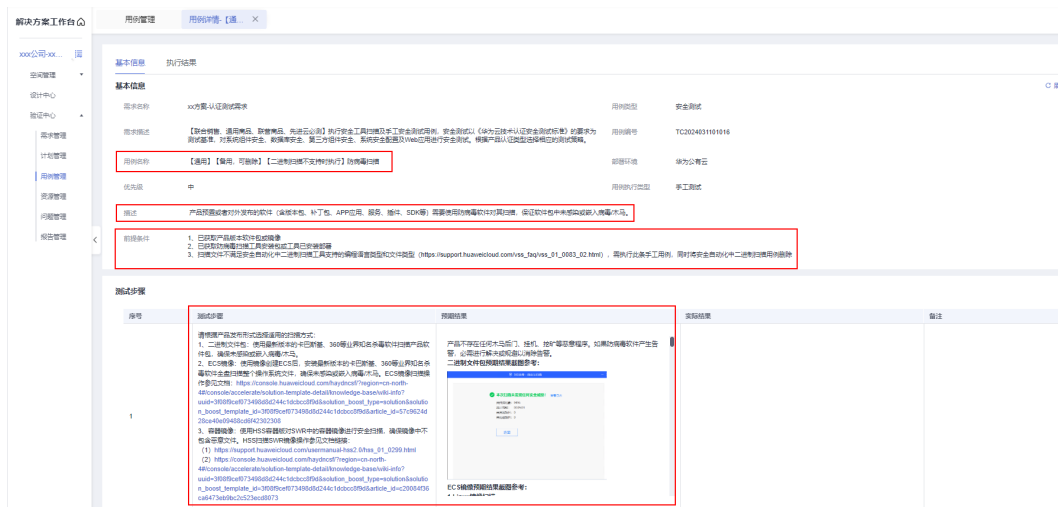 解决方案工作台
用例管理
用例详情-【通... ×
xxx公司-xx...
空间管理
设计中心
验证中心
需求管理
计划管理
用例管理
资源管理
问题管理
报告管理
基本信息 执行结果
基本信息
需求名称 xx方案-认证测试需求
用例类型 安全测试
需求描述 【联合销售、通用商品、联营商品、先进云必测】执行安全工具扫描及手工安全测试用例，安全测试以《华为云技术认证安全测试标准》的要求为
测试基准，对系统组件安全、数据库安全、第三方组件安全、系统安全配置及Web应用进行安全测试。根据产品认证类型选择相应的测试策略。
用例编号 TC2024831101016
用例名称 【通用】【备用，可删除】【二进制扫描不支持时执行】防病毒扫描
部署环境 华为公有云
优先级 中
用例执行类型 手工测试
描述 产品预置或者对外发布的软件（含版本包、补丁包、APP应用、服务、插件、SDK等）需要使用防病毒软件对其扫描，保证软件包中未感染或嵌入病毒/木马。
前提条件 1、已获取产品版本软件包或镜像
2、已获取防病毒扫描工具安装包或工具已安装部署
3、扫描文件不满足安全自动化中二进制扫描工具支持的编程语言类型和文件类型（https://support.huaweicloud.com/vss_faq/vss_01_0083_02.html），再执行此条手工用例，同时将安全自动化中二进制扫描用例删除
测试步骤
序号 测试步骤 预期结果 实际结果 备注
1
请根据产品发布形式选择适用的扫描方式：
1、二进制文件包：使用最新版本的卡巴斯基、360等业界知名杀毒软件扫描产品软
件包，确保未感染或嵌入病毒/木马。
2、ECS镜像：使用镜像创建ECS后，安装最新版本的卡巴斯基、360等业界知名杀
毒软件全盘扫描整个操作系统文件，确保未感染或嵌入病毒/木马。ECS镜像扫描操
作参见文档：https://console.huaweicloud.com/haydncsf/?region=cn-north-
4#/console/accelerate/solution-template-detail/knowledge-base/wiki-info?
uuid=3f08f9cef073498d8d244c1dcbcc8f9d&solution_boost_type=solution&solutio
n_boost_template_id=3f08f9cef073498d8d244c1dcbcc8f9d&article_id=57c9624d
28ce40e09488cd6f42302308
3、容器镜像：使用HSS容器版对SWR中的容器镜像进行安全扫描，确保镜像中不
包含恶意文件。HSS扫描SWR镜像操作参见文档链接：
（1）https://support.huaweicloud.com/usermanual-hss2.0/hss_01_0299.html
（2）https://console.huaweicloud.com/haydncsf/?region=cn-north-
4#/console/accelerate/solution-template-detail/knowledge-base/wiki-info?
uuid=3f08f9cef073498d8d244c1dcbcc8f9d&solution_boost_type=solution&solutio
n_boost_template_id=3f08f9cef073498d8d244c1dcbcc8f9d&article_id=c20084f36
ca6473eb9bc2c523ecd8073
产品不存在任何木马后门、挂机、挖矿等恶意程序。如果防病毒软件产生告
警，必需进行解决或规避以消除告警。
二进制文件包预期结果截图参考：
ECS镜像预期结果截图参考：